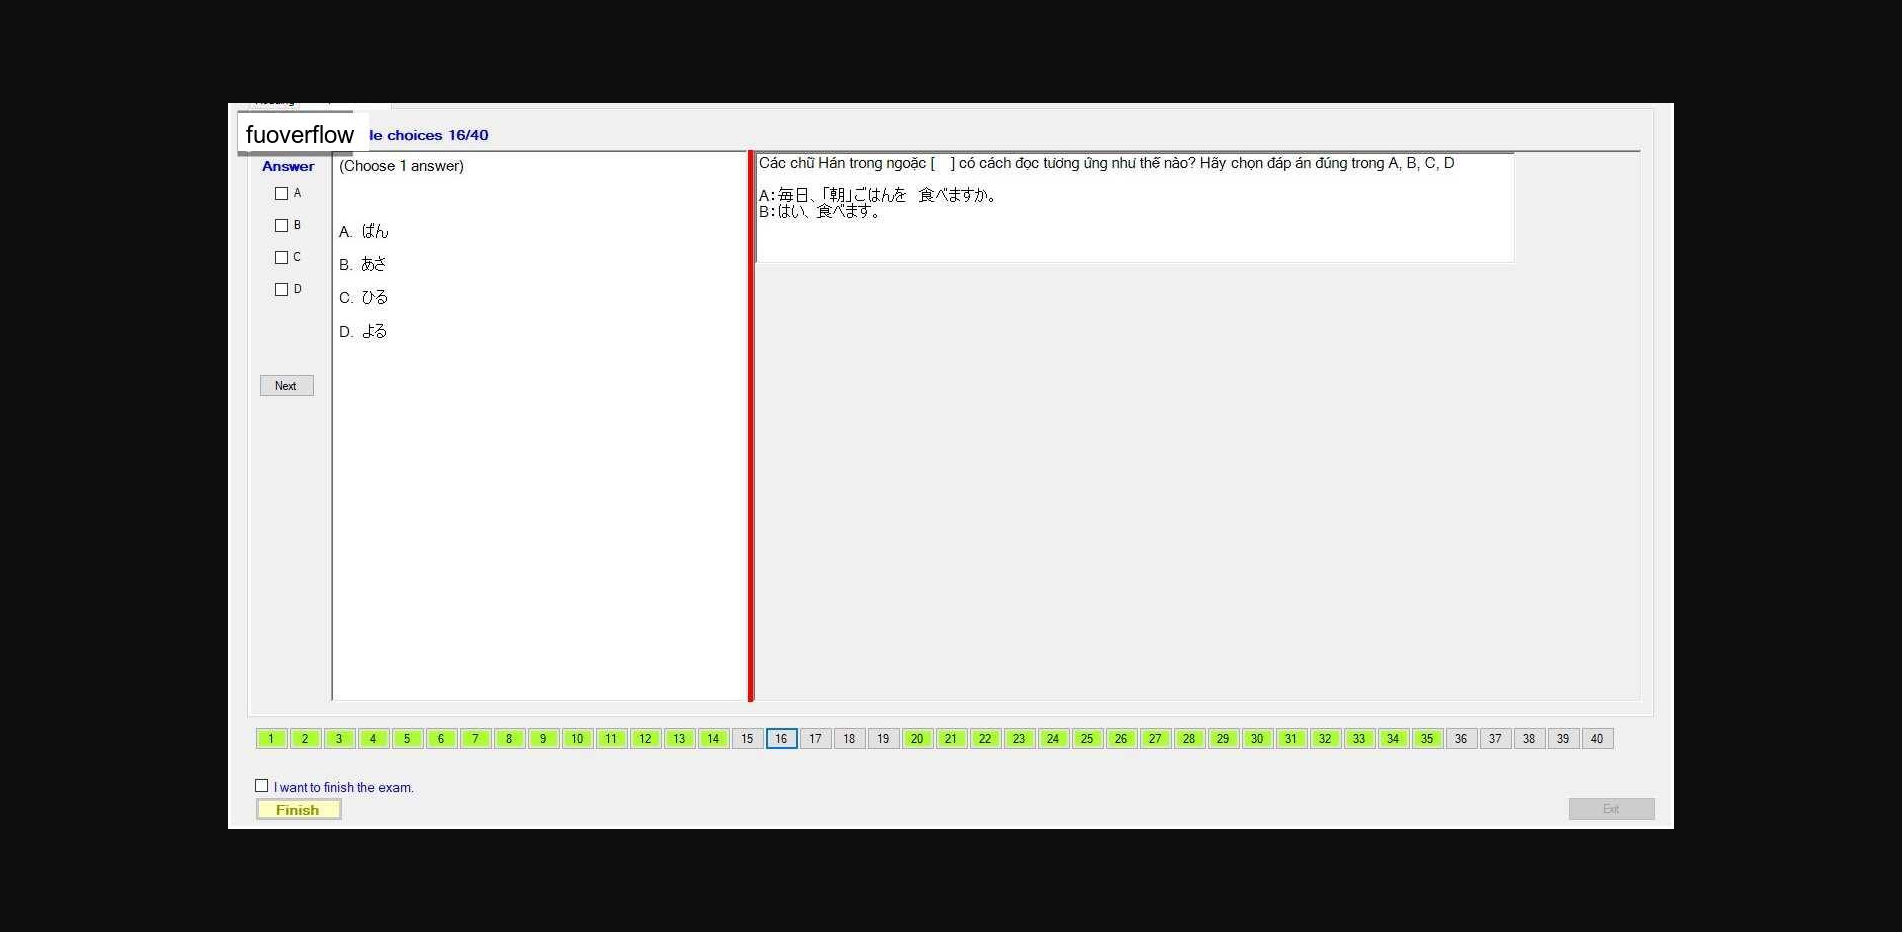 fuoverflow
le choices 16/40
Answer
(Choose 1 answer)
A
B
C
D
A. ばん
B. あさ
C. ひる
D. よる
Next
Các chữ Hán trong ngoặc [ ] có cách đọc tương ứng như thế nào? Hãy chọn đáp án đúng trong A, B, C, D
A:毎日、「朝」ごはんを 食べますか。
B:はい、食べます。
1 2 3 4 5 6 7 8 9 10 11 12 13 14 15 16 17 18 19 20 21 22 23 24 25 26 27 28 29 30 31 32 33 34 35 36 37 38 39 40
I want to finish the exam.
Finish
Exit